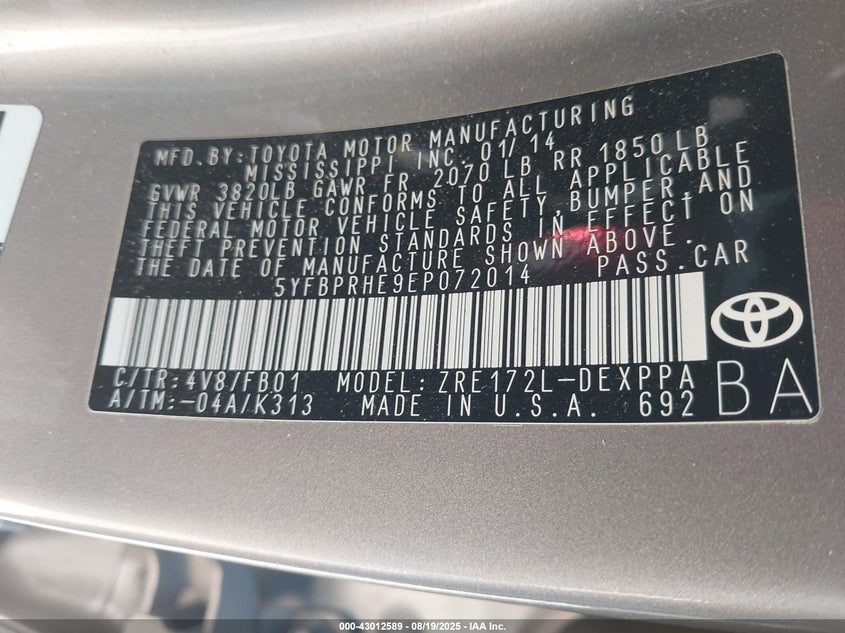 MFD. BY: TOYOTA MOTOR MANUFACTURING
MISSISSIPPI INC. 01/14
GVWR 3820LB GAWR FR 2070 LB RR 1850 LB
THIS VEHICLE CONFORMS TO ALL APPLICABLE
FEDERAL MOTOR VEHICLE SAFETY, BUMPER AND
THEFT PREVENTION STANDARDS IN EFFECT ON
THE DATE OF MANUFACTURE SHOWN ABOVE.
5YFBPRHE9EP072014 PASS.CAR
C/TR:4V8/FB01 MODEL: ZRE172L-DEXPPA
A/TM:-04A/K313 MADE IN U.S.A. 692
BA
000-43012589 - 08/19/2025 - IAA Inc.